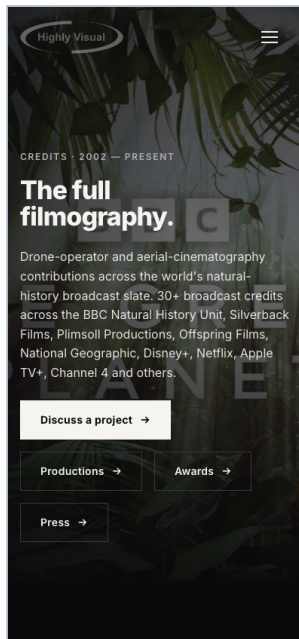 Highly Visual
CREDITS · 2002 — PRESENT
The full
filmography.
Drone-operator and aerial-cinematography
contributions across the world's natural-
history broadcast slate. 30+ broadcast credits
across the BBC Natural History Unit, Silverback
Films, Plimsoll Productions, Offspring Films,
National Geographic, Disney+, Netflix, Apple
TV+, Channel 4 and others.
Discuss a project →
Productions →
Awards →
Press →
BBC
PLANET